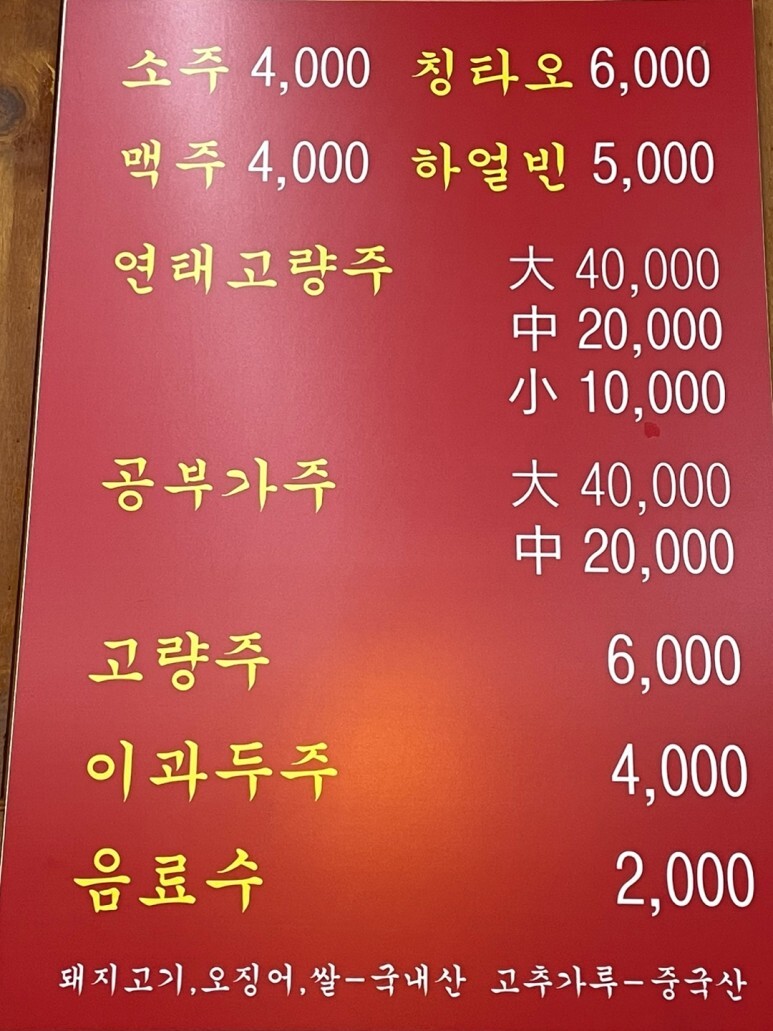 소주 4,000 칭타오 6,000
맥주 4,000 하얼빈 5,000
연태고량주 大 40,000
中 20,000
小 10,000
공부가주 大 40,000
中 20,000
고량주 6,000
이과두주 4,000
음료수 2,000
돼지고기,오징어,쌀-국내산 고추가루-중국산